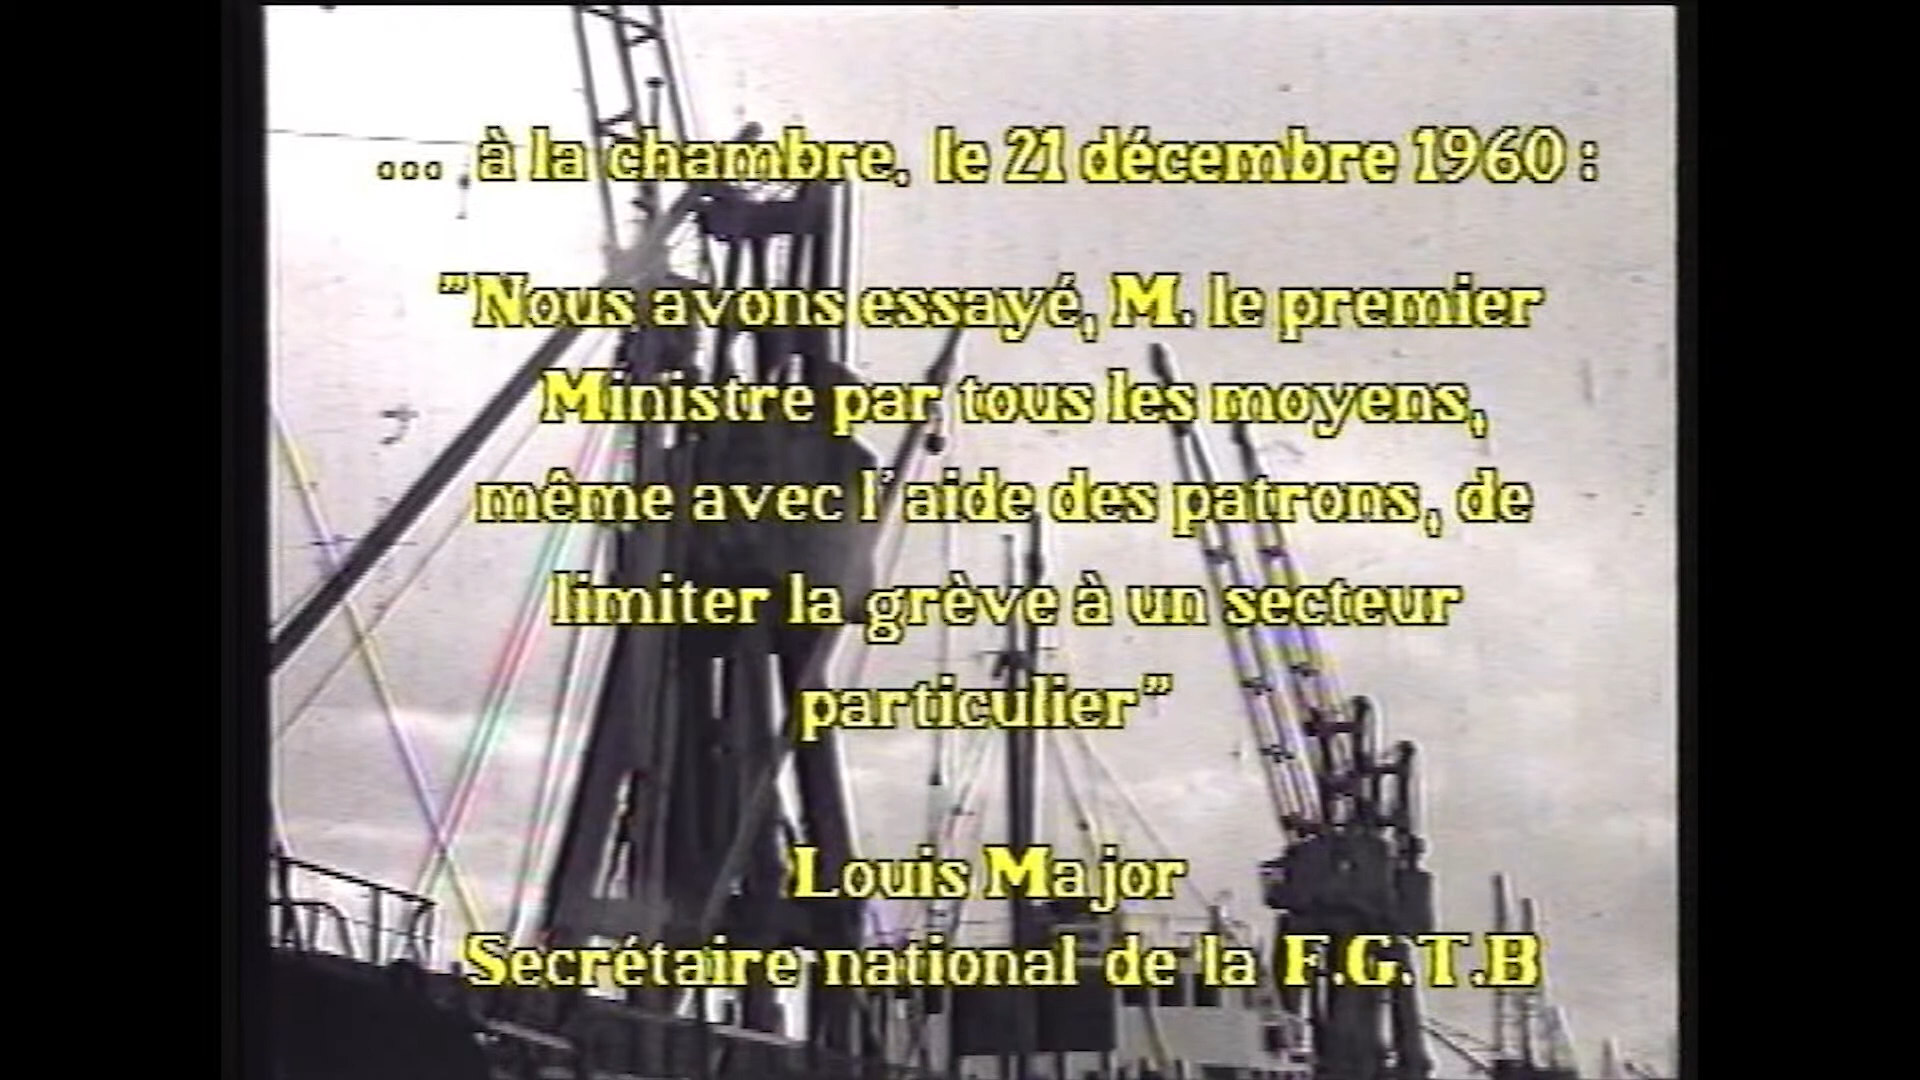 ... à la chambre, le 21 décembre 1960 :
"Nous avons essayé, M. le premier
Ministre par tous les moyens,
même avec l'aide des patrons, de
limiter la grève à un secteur
particulier"
Louis Major
Secrétaire national de la F.G.T.B